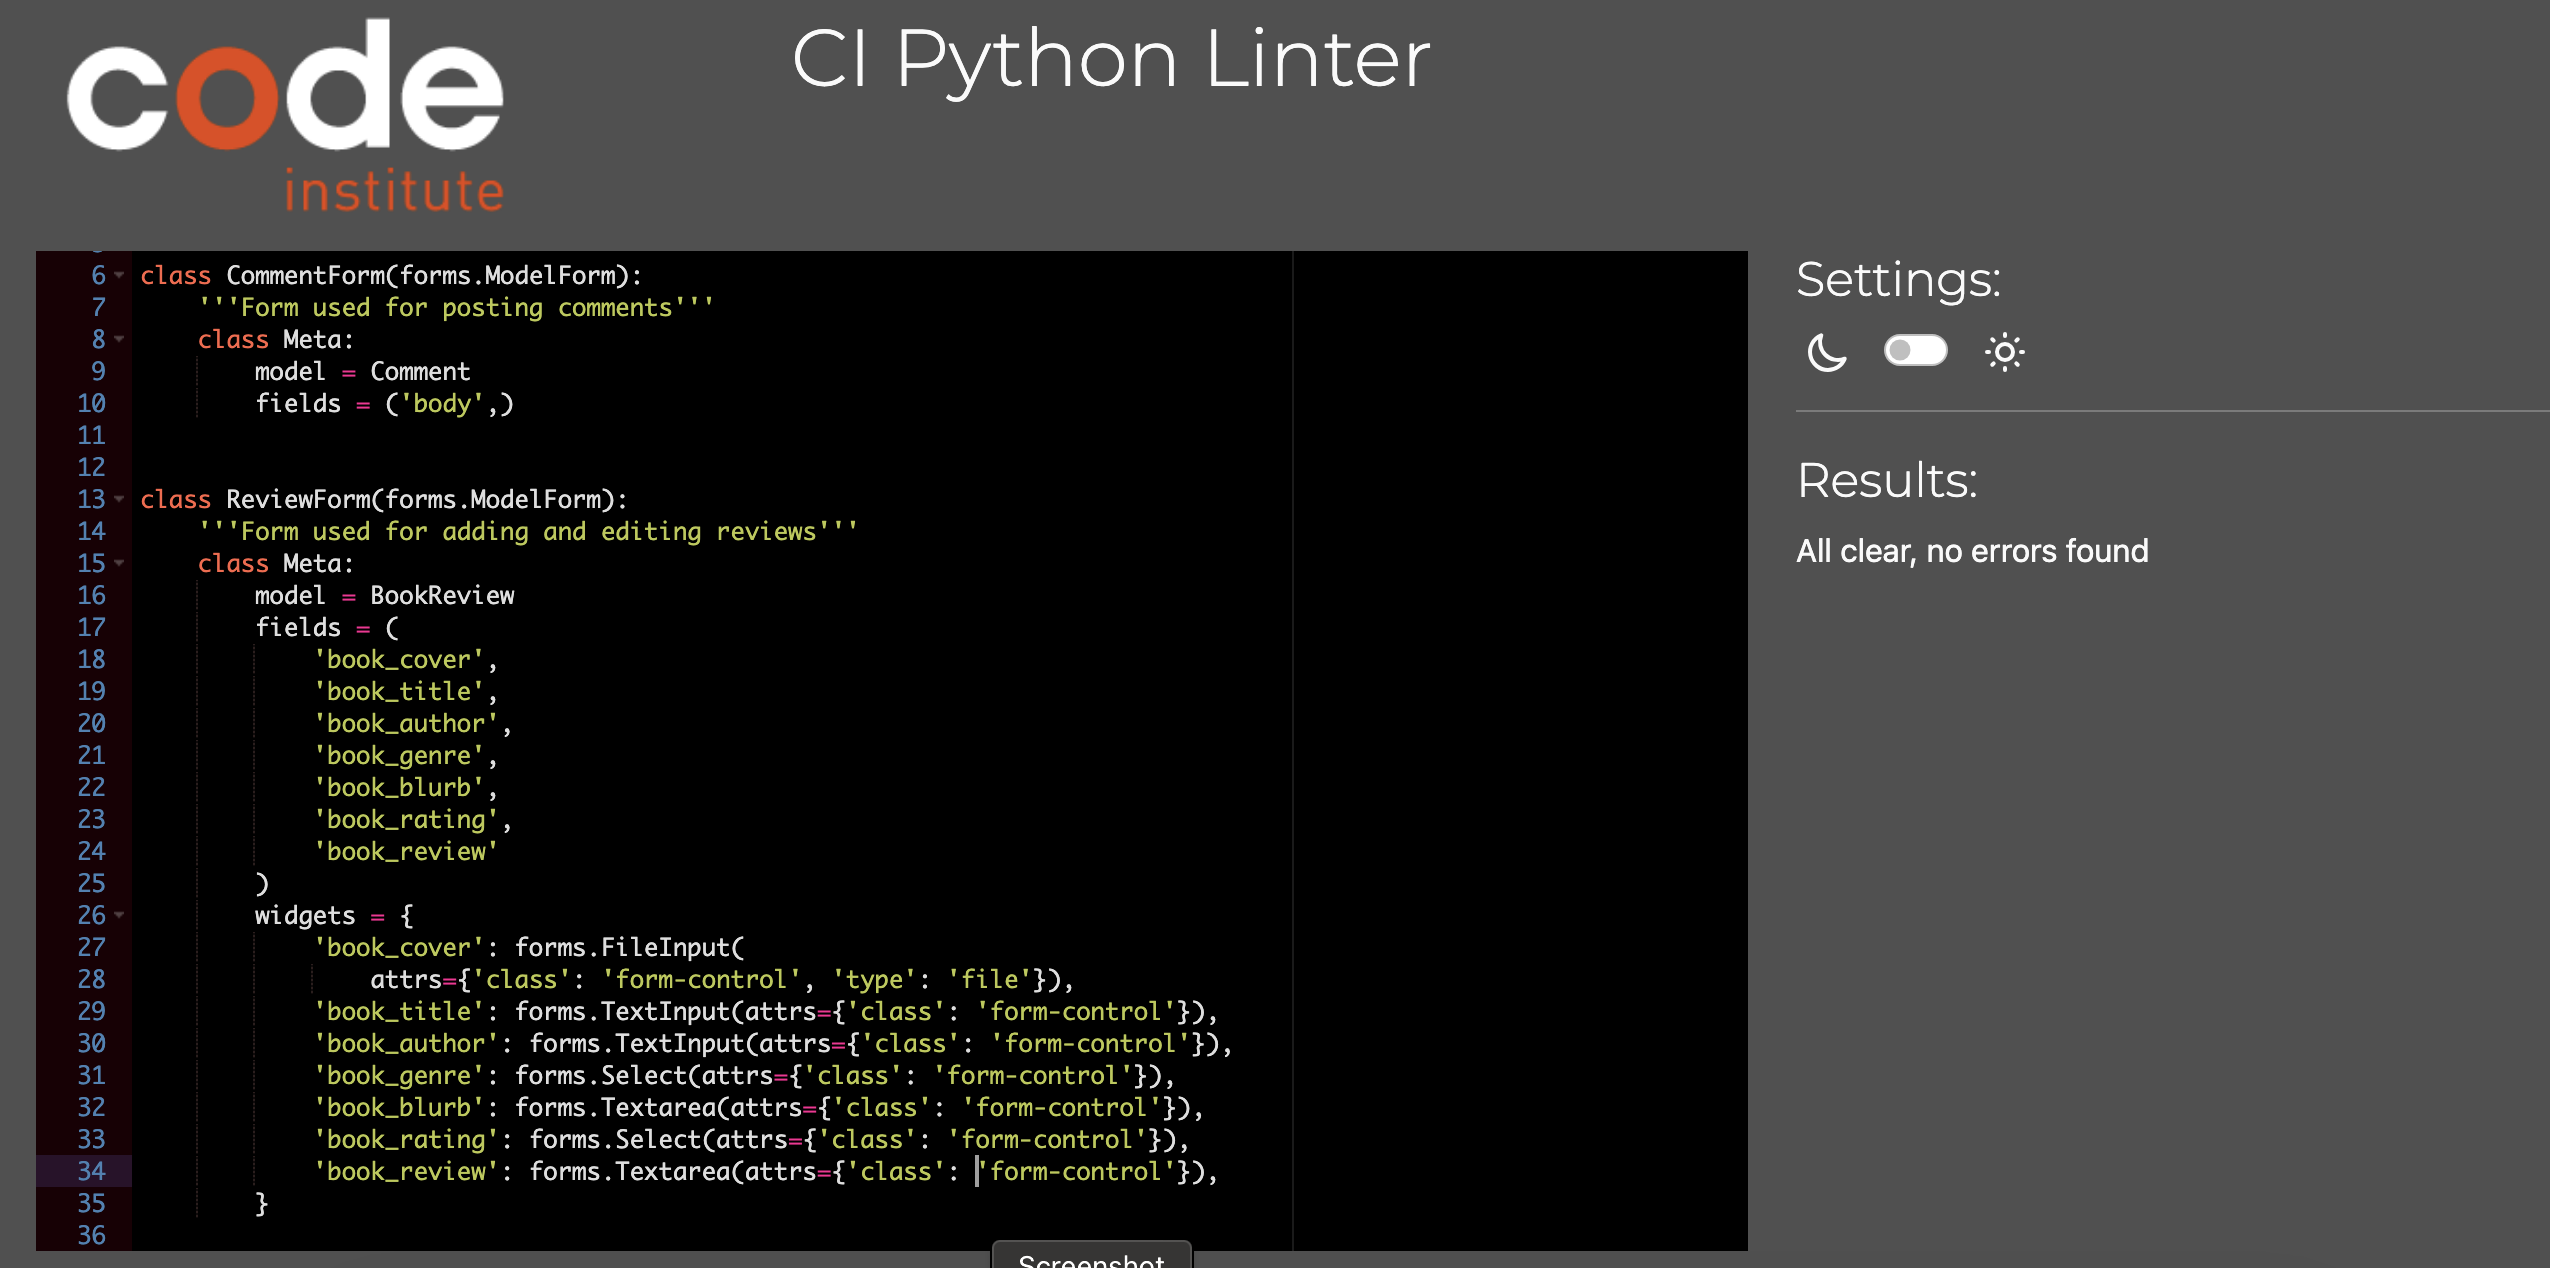 code
institute
CI Python Linter
6 class CommentForm(forms.ModelForm):
7     '''Form used for posting comments'''
8     class Meta:
9         model = Comment
10         fields = ('body',)
11
12
13 class ReviewForm(forms.ModelForm):
14     '''Form used for adding and editing reviews'''
15     class Meta:
16         model = BookReview
17         fields = (
18             'book_cover',
19             'book_title',
20             'book_author',
21             'book_genre',
22             'book_blurb',
23             'book_rating',
24             'book_review'
25         )
26         widgets = {
27             'book_cover': forms.FileInput(
28                 attrs={'class': 'form-control', 'type': 'file'}),
29             'book_title': forms.TextInput(attrs={'class': 'form-control'}),
30             'book_author': forms.TextInput(attrs={'class': 'form-control'}),
31             'book_genre': forms.Select(attrs={'class': 'form-control'}),
32             'book_blurb': forms.Textarea(attrs={'class': 'form-control'}),
33             'book_rating': forms.Select(attrs={'class': 'form-control'}),
34             'book_review': forms.Textarea(attrs={'class': 'form-control'}),
35         }
36
Settings:
Results:
All clear, no errors found
Screenshot